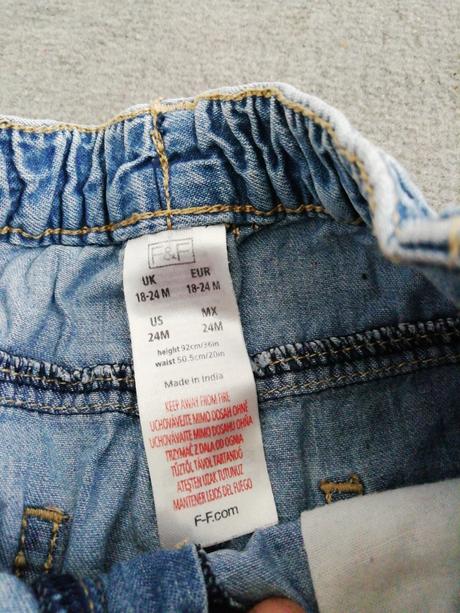 F&F
UK EUR
18-24 M 18-24 M
US MX
24M 24M
height 92cm/36in
waist 50.5cm/20in
Made in India
KEEP AWAY FROM FIRE
UCHOVÁVEJTE MIMO DOSAH OHNĚ
UCHOVÁVAJTE MIMO DOSAHU OHŇA
TRZYMAĆ Z DALA OD OGNIA
TŰZTŐL TÁVOL TARTANDÓ
ATEŞTEN UZAK TUTUNUZ
MANTENER LEJOS DEL FUEGO
F-F.com